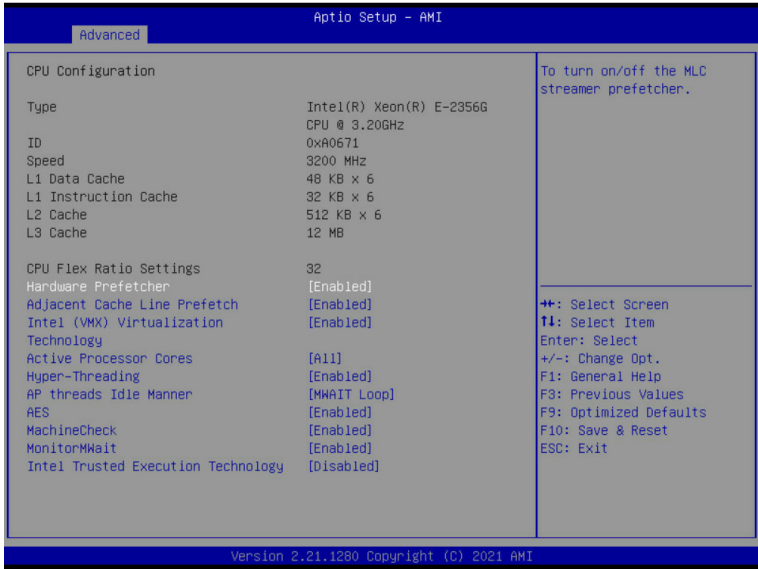 Aptio Setup – AMI
Advanced
CPU Configuration
Type Intel(R) Xeon(R) E-2356G
CPU @ 3.20GHz
ID 0xA0671
Speed 3200 MHz
L1 Data Cache 48 KB x 6
L1 Instruction Cache 32 KB x 6
L2 Cache 512 KB x 6
L3 Cache 12 MB
CPU Flex Ratio Settings 32
Hardware Prefetcher [Enabled]
Adjacent Cache Line Prefetch [Enabled]
Intel (VMX) Virtualization [Enabled]
Technology
Active Processor Cores [All]
Hyper-Threading [Enabled]
AP threads Idle Manner [MWAIT Loop]
AES [Enabled]
MachineCheck [Enabled]
MonitorMWait [Enabled]
Intel Trusted Execution Technology [Disabled]
To turn on/off the MLC
streamer prefetcher.
→←: Select Screen
↑↓: Select Item
Enter: Select
+/-: Change Opt.
F1: General Help
F3: Previous Values
F9: Optimized Defaults
F10: Save & Reset
ESC: Exit
Version 2.21.1280 Copyright (C) 2021 AMI